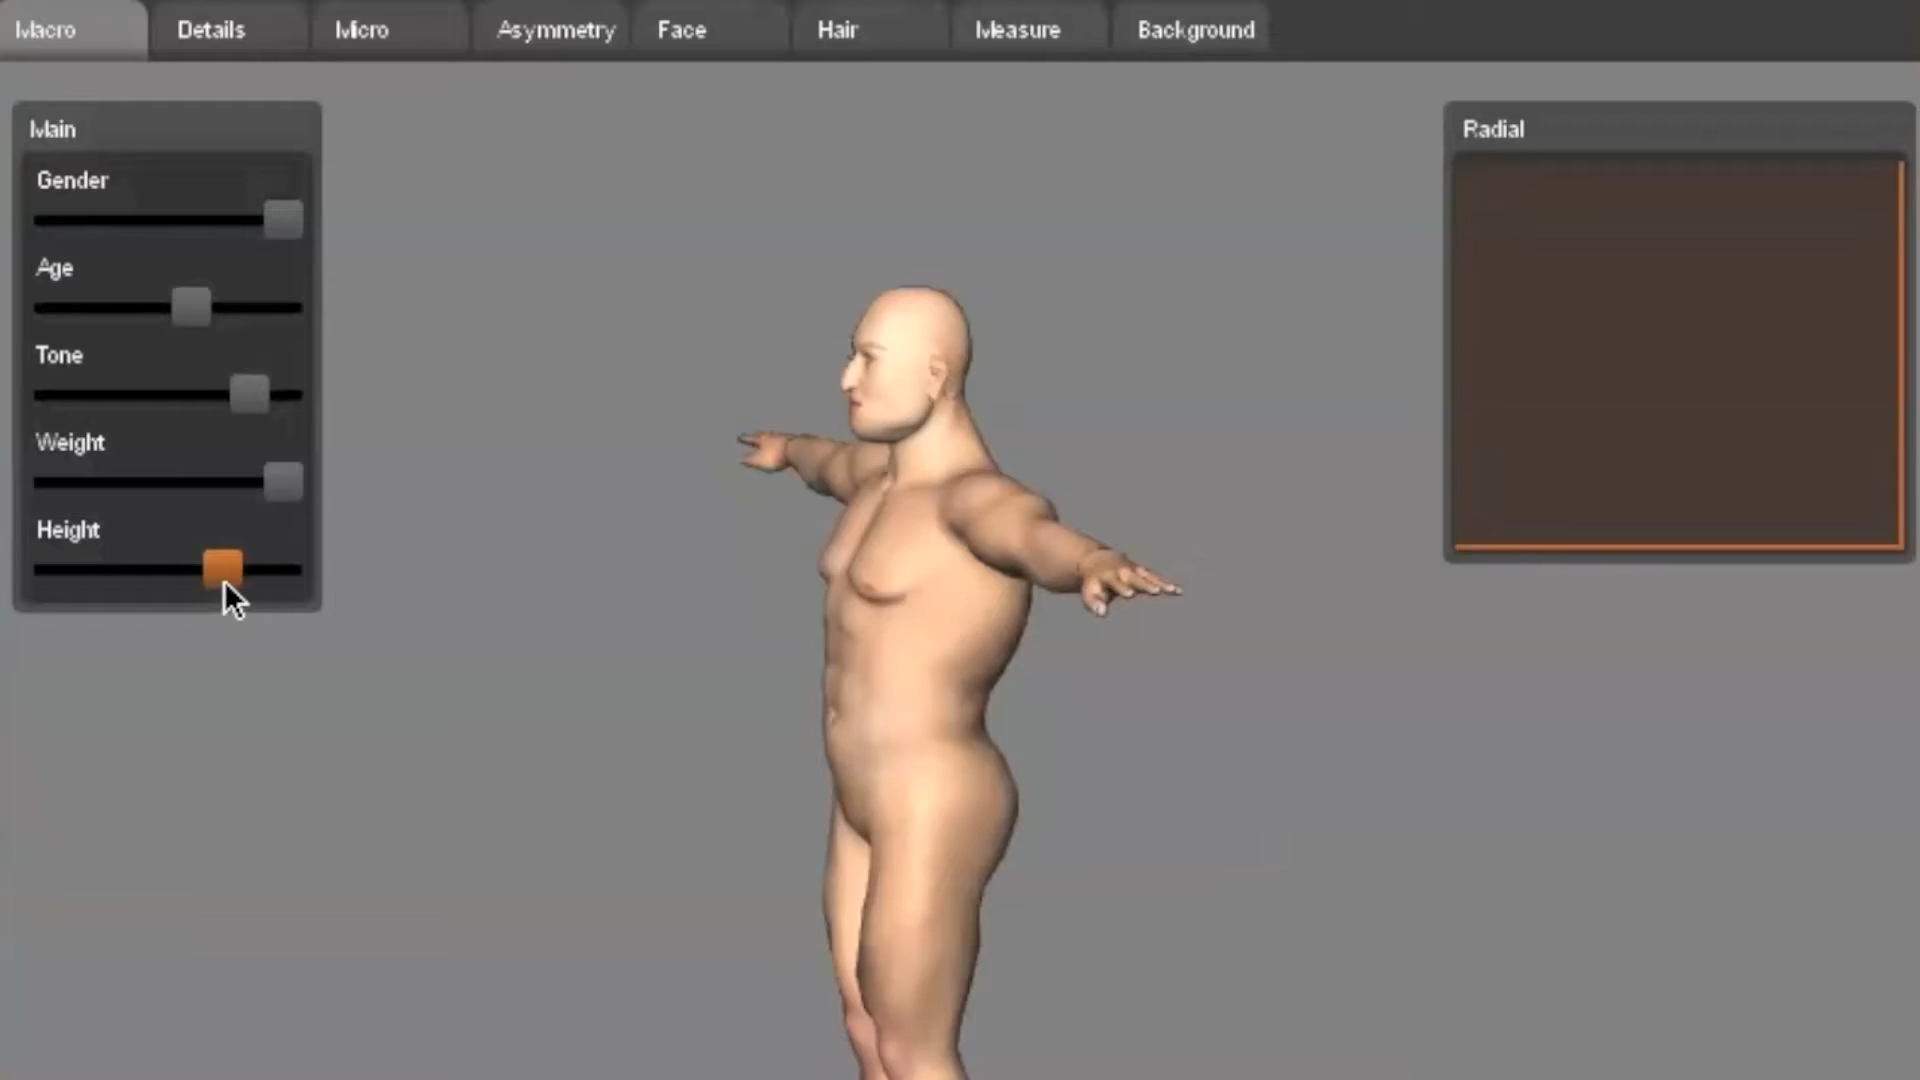 Macro Details Micro Asymmetry Face Hair Measure Background
Main
Gender
Age
Tone
Weight
Height
Radial